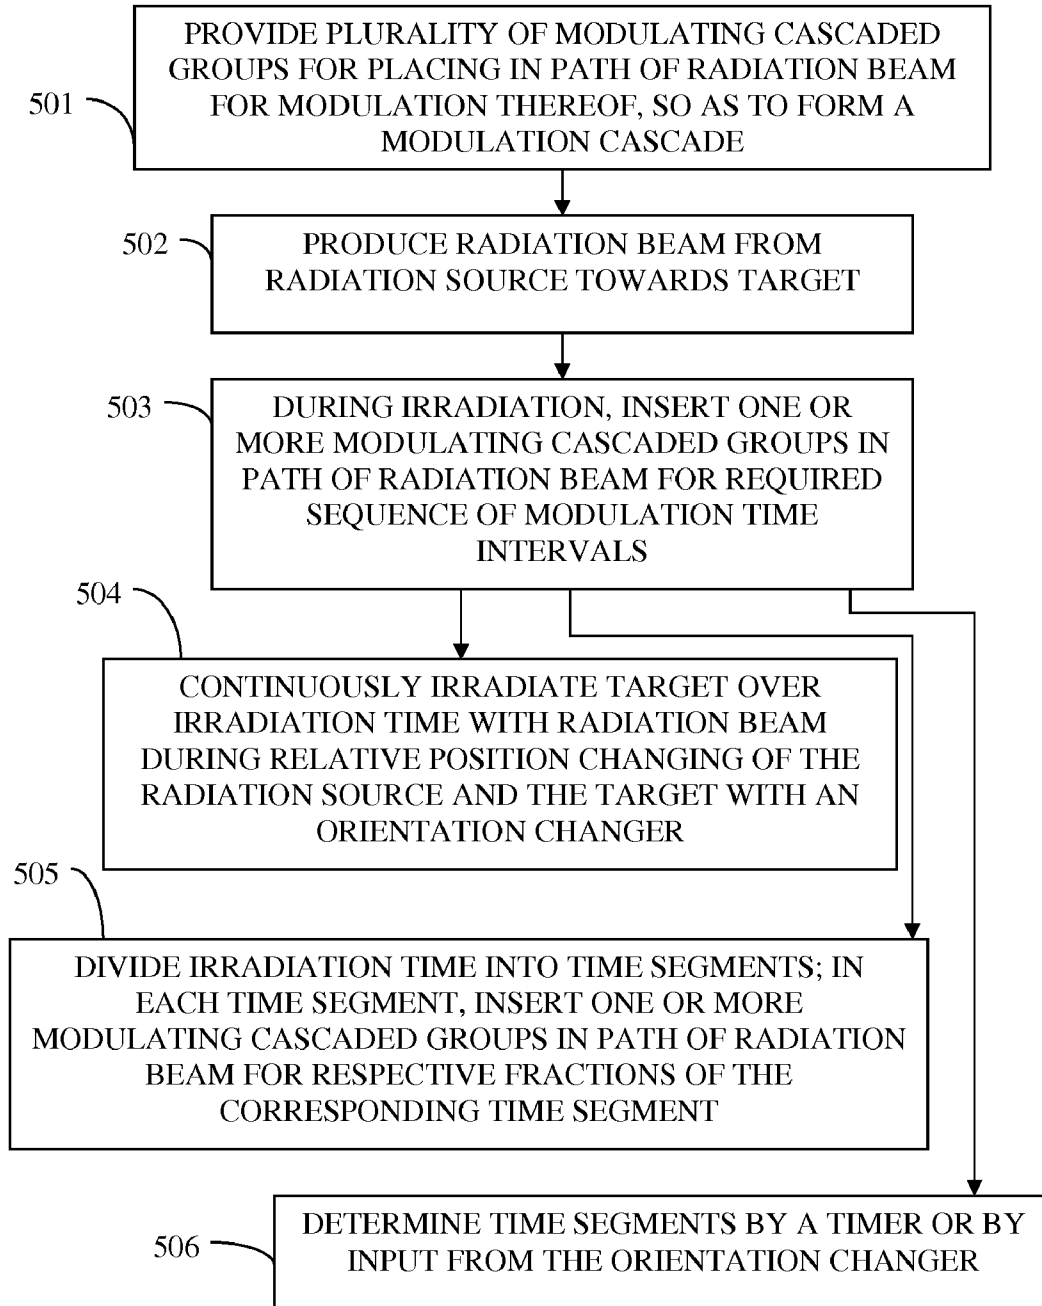 PROVIDE PLURALITY OF MODULATING CASCADED
GROUPS FOR PLACING IN PATH OF RADIATION BEAM
FOR MODULATION THEREOF, SO AS TO FORM A
MODULATION CASCADE
501
502
PRODUCE RADIATION BEAM FROM
RADIATION SOURCE TOWARDS TARGET
503
DURING IRRADIATION, INSERT ONE OR
MORE MODULATING CASCADED GROUPS IN
PATH OF RADIATION BEAM FOR REQUIRED
SEQUENCE OF MODULATION TIME
INTERVALS
504
CONTINUOUSLY IRRADIATE TARGET OVER
IRRADIATION TIME WITH RADIATION BEAM
DURING RELATIVE POSITION CHANGING OF THE
RADIATION SOURCE AND THE TARGET WITH AN
ORIENTATION CHANGER
505
DIVIDE IRRADIATION TIME INTO TIME SEGMENTS; IN
EACH TIME SEGMENT, INSERT ONE OR MORE
MODULATING CASCADED GROUPS IN PATH OF RADIATION
BEAM FOR RESPECTIVE FRACTIONS OF THE
CORRESPONDING TIME SEGMENT
506
DETERMINE TIME SEGMENTS BY A TIMER OR BY
INPUT FROM THE ORIENTATION CHANGER